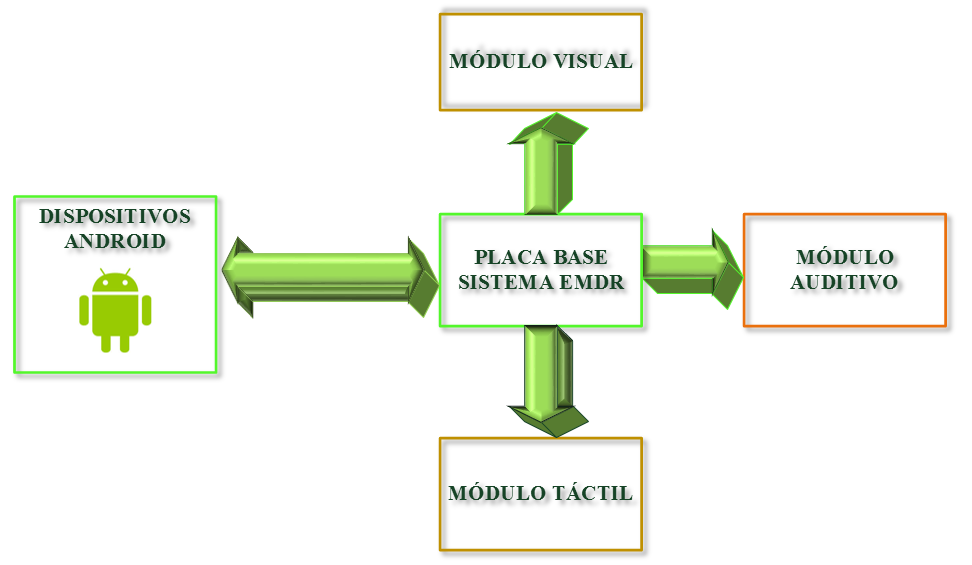 MÓDULO VISUAL
DISPOSITIVOS
ANDROID
PLACA BASE
SISTEMA EMDR
MÓDULO
AUDITIVO
MÓDULO TÁCTIL